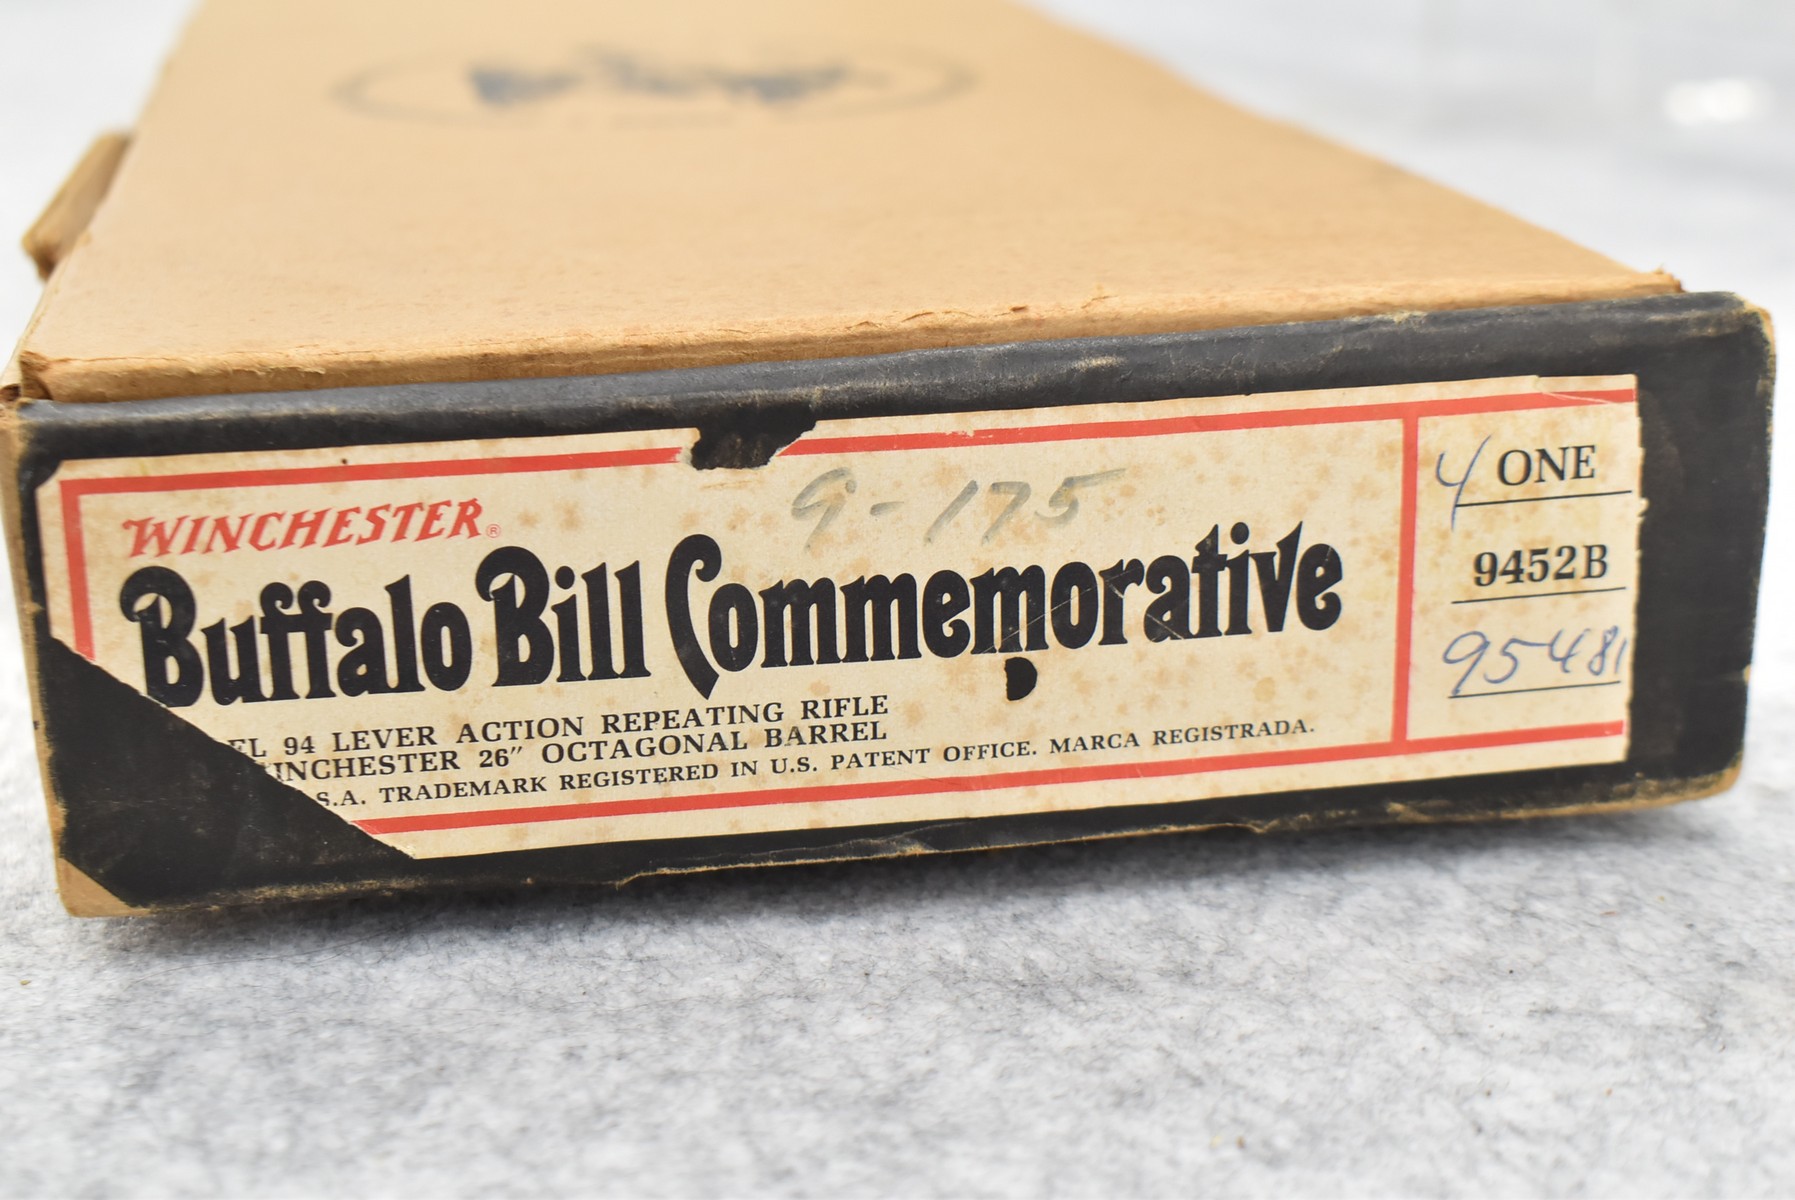 9-175
WINCHESTER®
Buffalo Bill Commemorative
EL 94 LEVER ACTION REPEATING RIFLE
INCHESTER 26" OCTAGONAL BARREL
S.A. TRADEMARK REGISTERED IN U.S. PATENT OFFICE. MARCA REGISTRADA.
4 ONE
9452B
95481